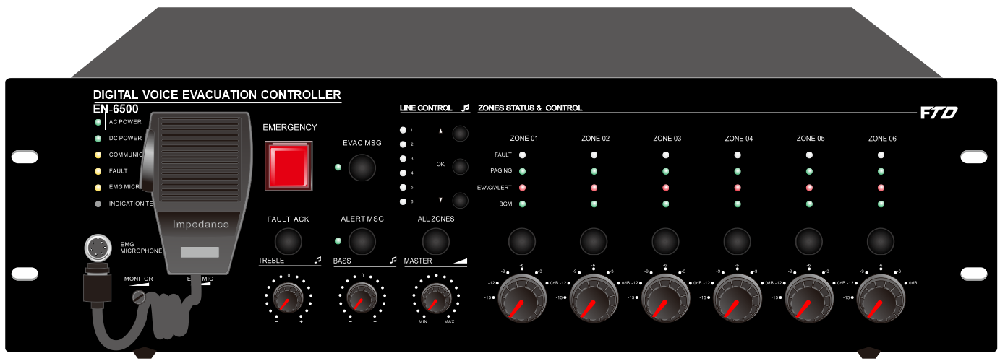 DIGITAL VOICE EVACUATION CONTROLLER
EN-6500
AC POWER
DC POWER
COMMUNIC
FAULT
EMG MICR
INDICATION TE
Impedance
EMG
MICROPHONE
MONITOR
MIC
EMERGENCY
EVAC MSG
FAULT ACK
ALERT MSG
ALL ZONES
TREBLE
BASS
MASTER
0
− +
0
− +
MIN MAX
LINE CONTROL
1
2
3
4
5
6
OK
ZONES STATUS & CONTROL
FTD
ZONE 01 ZONE 02 ZONE 03 ZONE 04 ZONE 05 ZONE 06
FAULT
PAGING
EVAC/ALERT
BGM
-15 -12 -9 -6 -3 0dB
-15 -12 -9 -6 -3 0dB
-15 -12 -9 -6 -3 0dB
-15 -12 -9 -6 -3 0dB
-15 -12 -9 -6 -3 0dB
-15 -12 -9 -6 -3 0dB